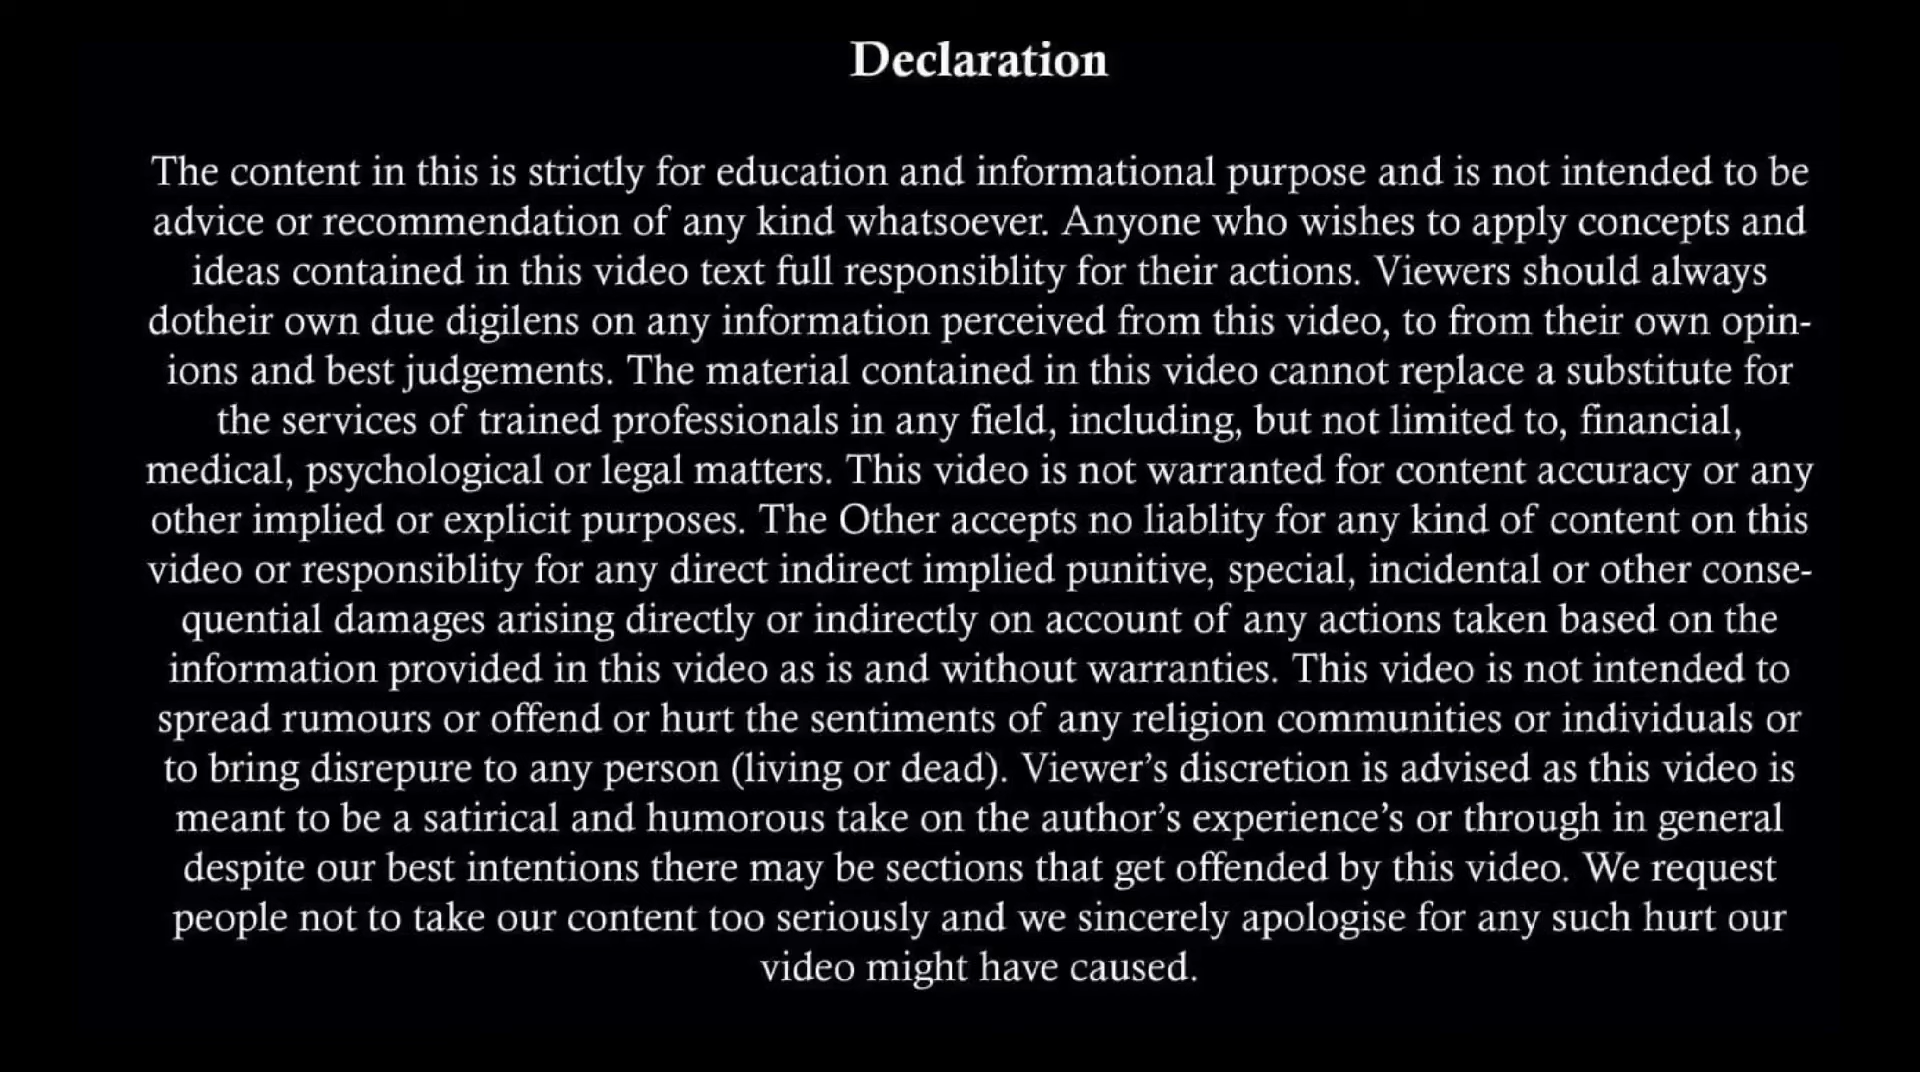 Declaration
The content in this is strictly for education and informational purpose and is not intended to be
advice or recommendation of any kind whatsoever. Anyone who wishes to apply concepts and
ideas contained in this video text full responsiblity for their actions. Viewers should always
dotheir own due digilens on any information perceived from this video, to from their own opin-
ions and best judgements. The material contained in this video cannot replace a substitute for
the services of trained professionals in any field, including, but not limited to, financial,
medical, psychological or legal matters. This video is not warranted for content accuracy or any
other implied or explicit purposes. The Other accepts no liablity for any kind of content on this
video or responsiblity for any direct indirect implied punitive, special, incidental or other conse-
quential damages arising directly or indirectly on account of any actions taken based on the
information provided in this video as is and without warranties. This video is not intended to
spread rumours or offend or hurt the sentiments of any religion communities or individuals or
to bring disrepure to any person (living or dead). Viewer’s discretion is advised as this video is
meant to be a satirical and humorous take on the author’s experience’s or through in general
despite our best intentions there may be sections that get offended by this video. We request
people not to take our content too seriously and we sincerely apologise for any such hurt our
video might have caused.